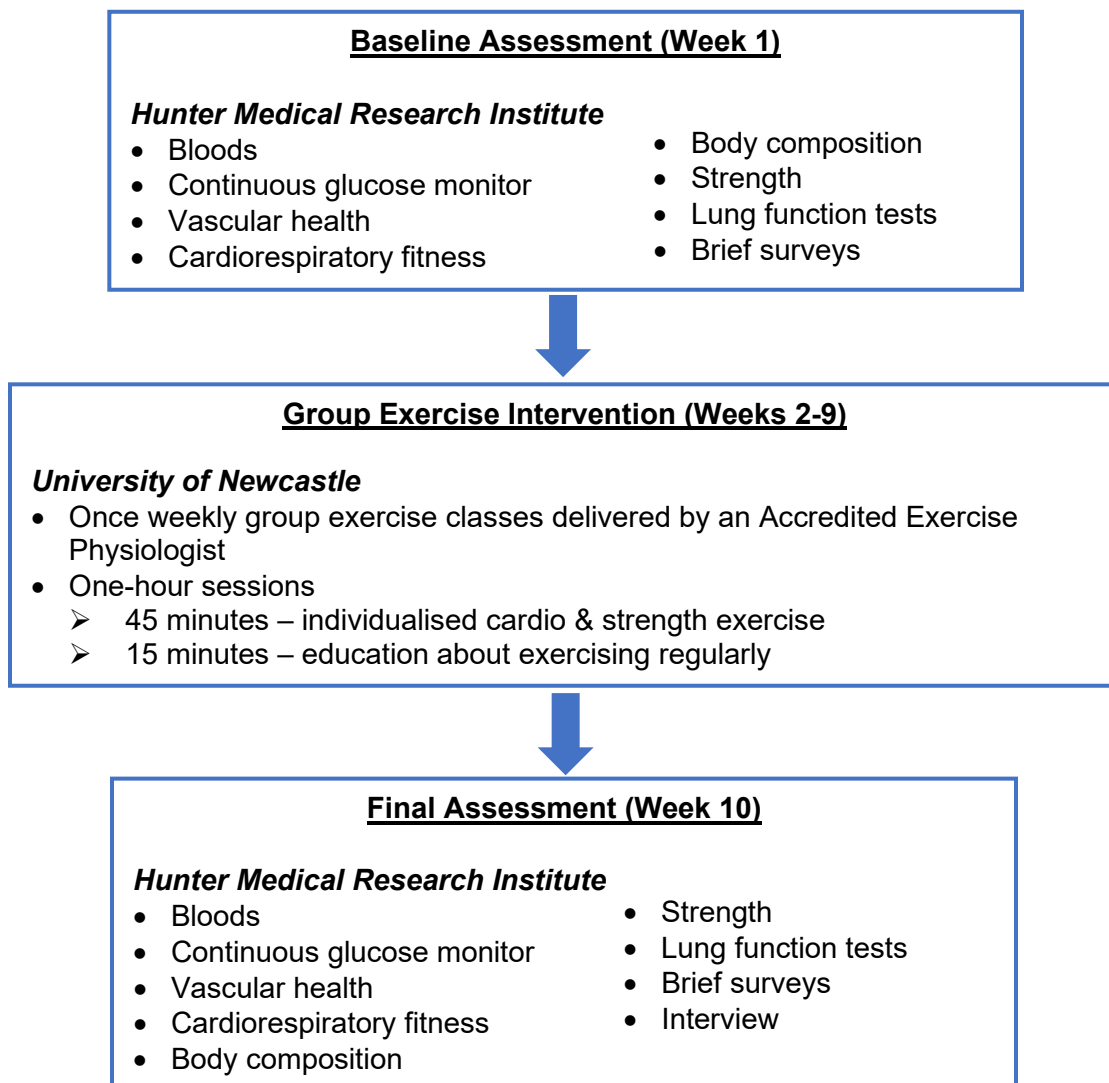 Baseline Assessment (Week 1)
Hunter Medical Research Institute
• Bloods
• Continuous glucose monitor
• Vascular health
• Cardiorespiratory fitness
• Body composition
• Strength
• Lung function tests
• Brief surveys
Group Exercise Intervention (Weeks 2-9)
University of Newcastle
• Once weekly group exercise classes delivered by an Accredited Exercise
Physiologist
• One-hour sessions
➢ 45 minutes – individualised cardio & strength exercise
➢ 15 minutes – education about exercising regularly
Final Assessment (Week 10)
Hunter Medical Research Institute
• Bloods
• Continuous glucose monitor
• Vascular health
• Cardiorespiratory fitness
• Body composition
• Strength
• Lung function tests
• Brief surveys
• Interview